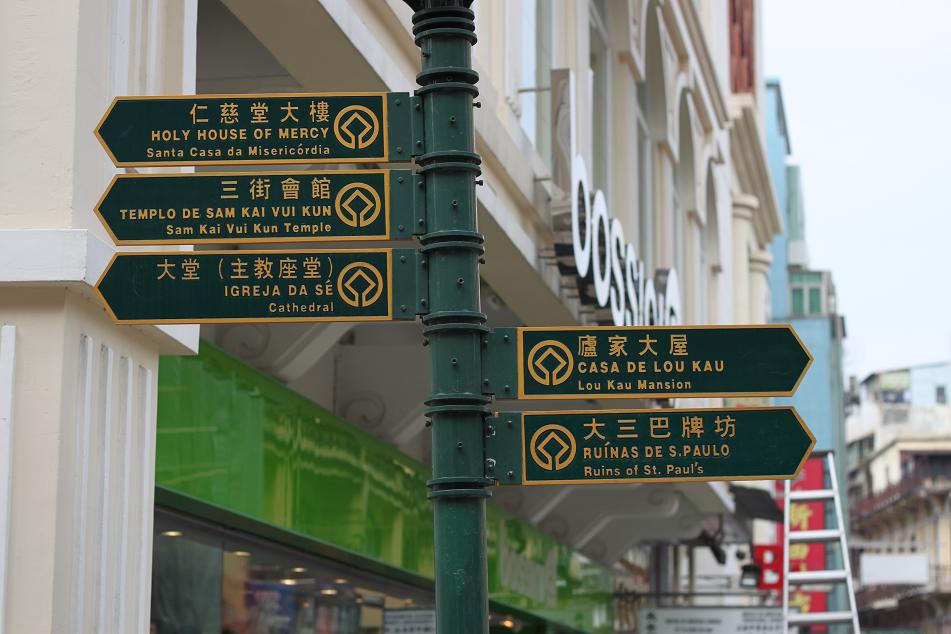 仁慈堂大樓
HOLY HOUSE OF MERCY
Santa Casa da Misericórdia
三街會館
TEMPLO DE SAM KAI VUI KUN
Sam Kai Vui Kun Temple
大堂（主教座堂）
IGREJA DA SÉ
Cathedral
bossini
盧家大屋
CASA DE LOU KAU
Lou Kau Mansion
大三巴牌坊
RUÍNAS DE S.PAULO
Ruins of St. Paul's